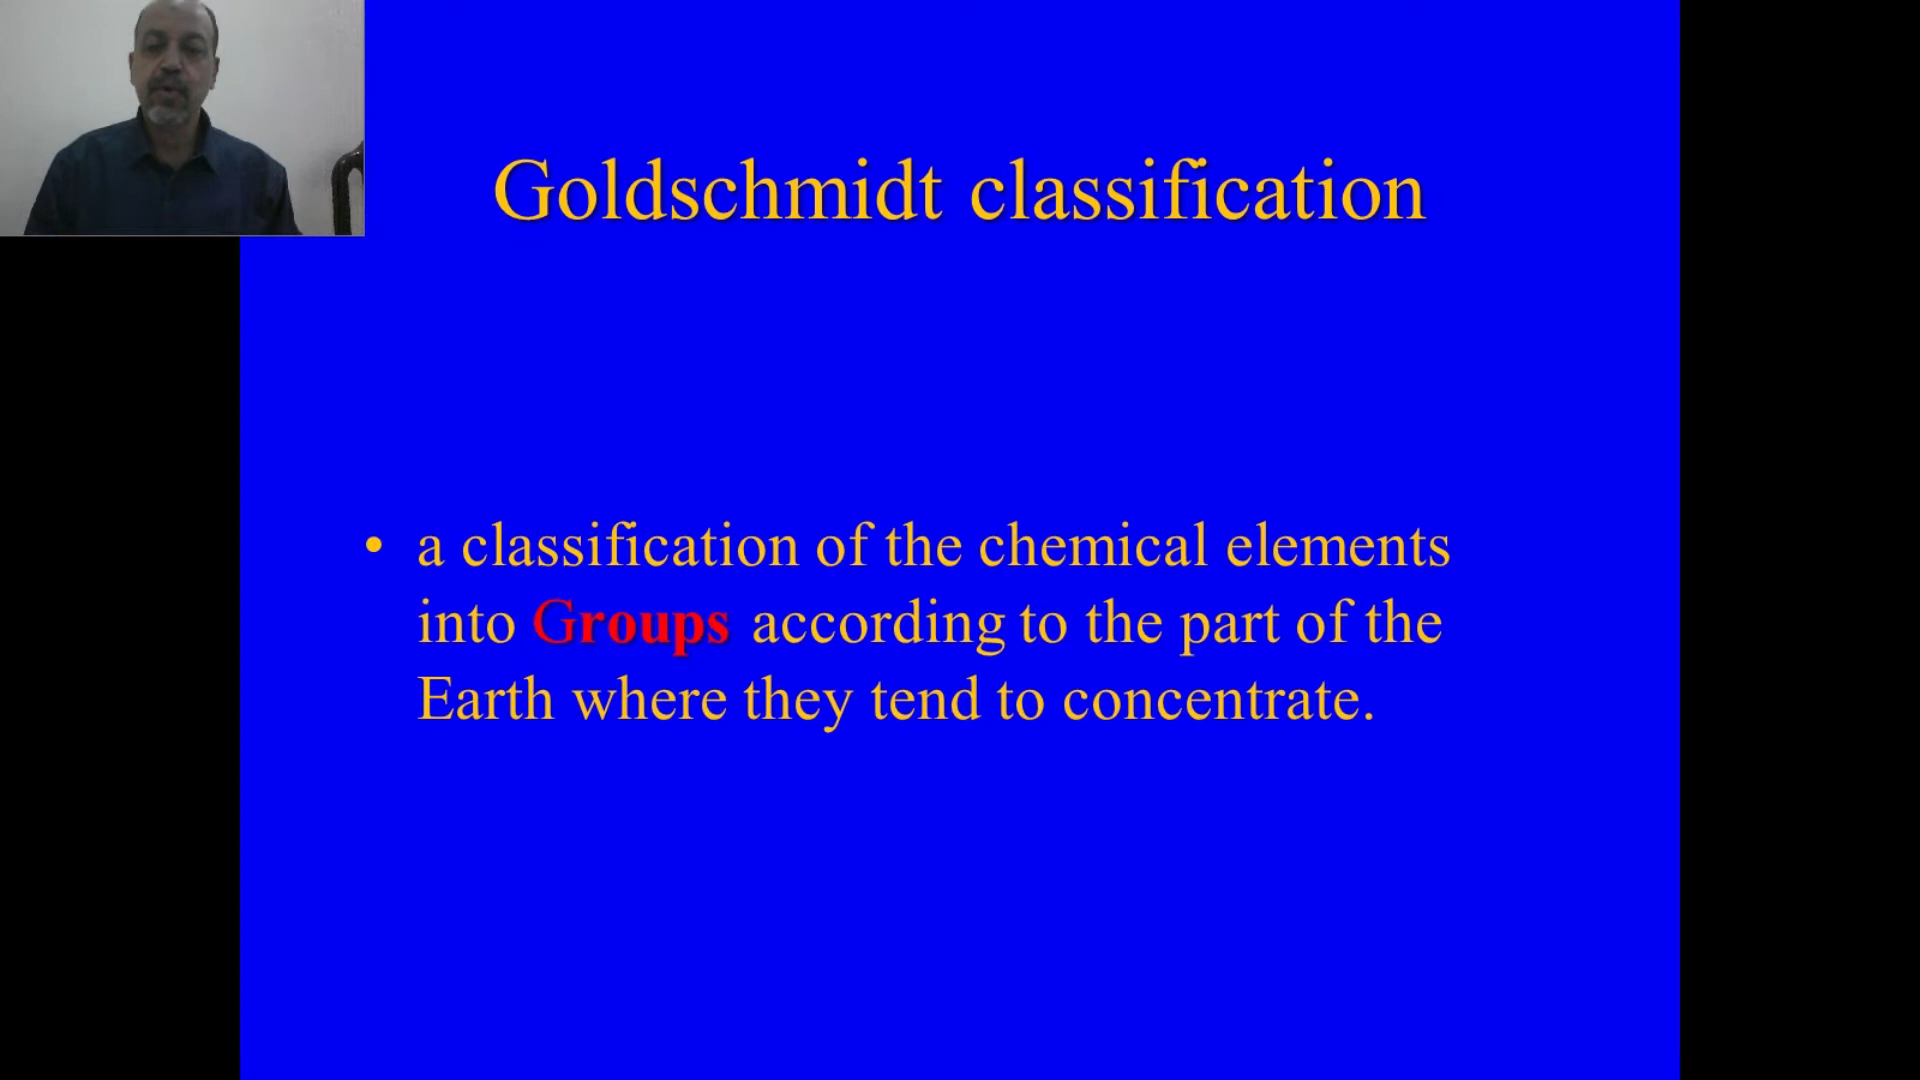 Goldschmidt classification
• a classification of the chemical elements
into Groups according to the part of the
Earth where they tend to concentrate.